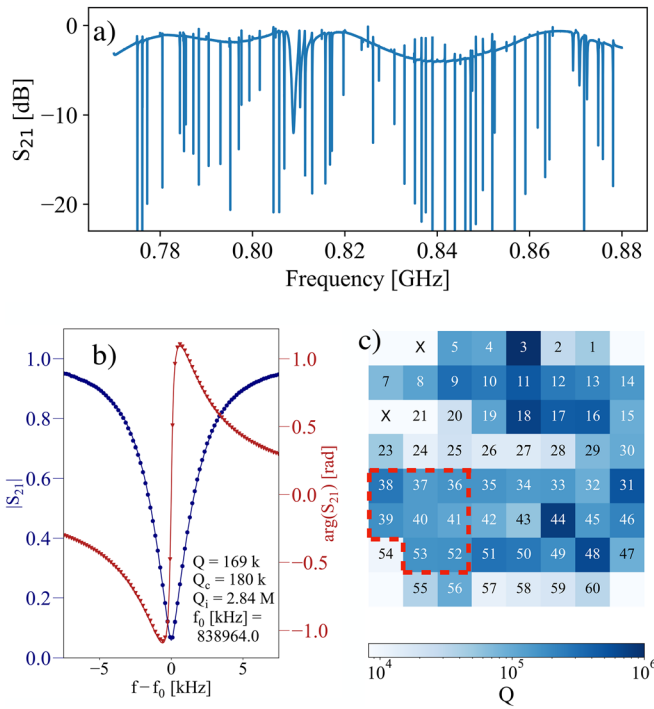 a)
S21 [dB]
0
−10
−20
0.78 0.80 0.82 0.84 0.86 0.88
Frequency [GHz]
b)
|S21|
1.0
0.8
0.6
0.4
0.2
0.0
1.0
0.5
0.0
−0.5
−1.0
arg(S21) [rad]
Q = 169 k
Qc = 180 k
Qi = 2.84 M
f0 [kHz] =
838964.0
−5 0 5
f−f0 [kHz]
c)
X 5 4 3 2 1
7 8 9 10 11 12 13 14
X 21 20 19 18 17 16 15
23 24 25 26 27 28 29 30
38 37 36 35 34 33 32 31
39 40 41 42 43 44 45 46
54 53 52 51 50 49 48 47
55 56 57 58 59 60
10^4 10^5 10^6
Q